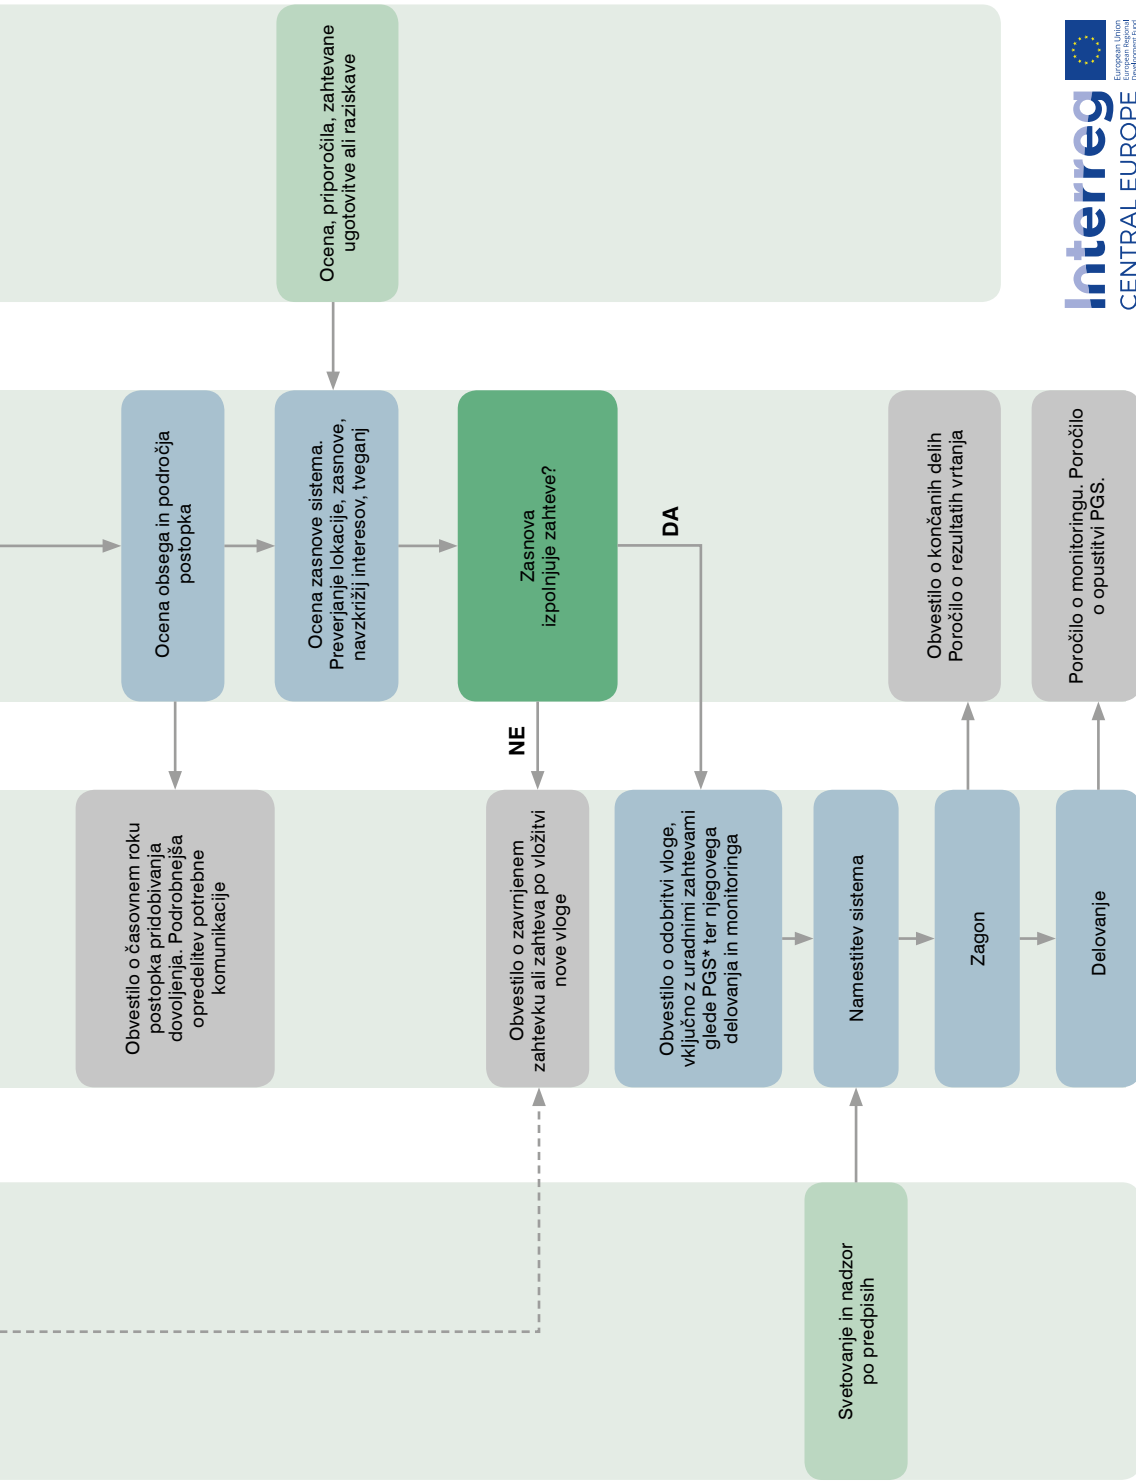 Ocena, priporočila, zahtevane
ugotovitve ali raziskave
Ocena obsega in področja
postopka
Ocena zasnove sistema.
Preverjanje lokacije, zasnove,
navzkrižij interesov, tveganj
Zasnova
izpolnjuje zahteve?
NE
DA
Obvestilo o končanih delih
Poročilo o rezultatih vrtanja
Poročilo o monitoringu. Poročilo
o opustitvi PGS.
Obvestilo o časovnem roku
postopka pridobivanja
dovoljenja. Podrobnejša
opredelitev potrebne
komunikacije
Obvestilo o zavrnjenem
zahtevku ali zahteva po vložitvi
nove vloge
Obvestilo o odobritvi vloge,
vključno z uradnimi zahtevami
glede PGS* ter njegovega
delovanja in monitoringa
Namestitev sistema
Zagon
Delovanje
Svetovanje in nadzor
po predpisih
Interreg
CENTRAL EUROPE
European Union
European Regional
Development Fund